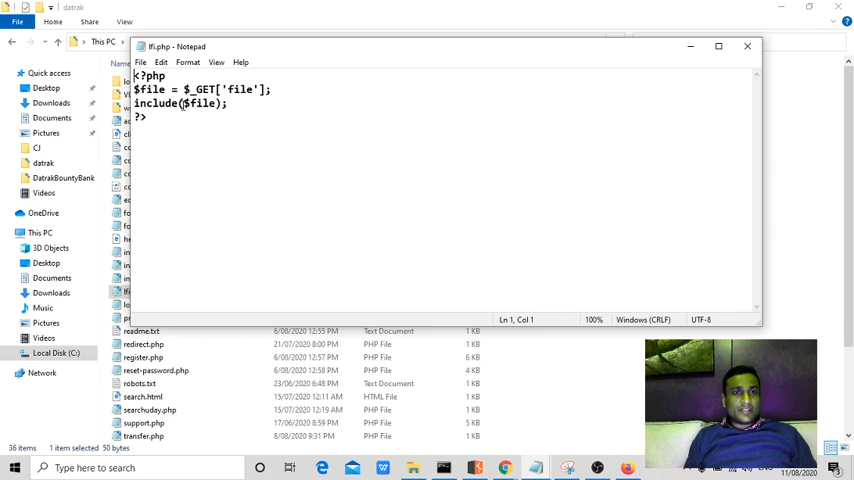 datrak
File Home Share View
This PC
lfi.php - Notepad
File Edit Format View Help
<?php
$file = $_GET['file'];
include($file);
?>
Ln 1, Col 1 100% Windows (CRLF) UTF-8
Quick access
Desktop
Downloads
Documents
Pictures
CJ
datrak
DatrakBountyBank
Videos
OneDrive
This PC
3D Objects
Desktop
Documents
Downloads
Music
Pictures
Videos
Local Disk (C:)
Network
Name
readme.txt 6/08/2020 12:55 PM Text Document 1 KB
redirect.php 21/07/2020 8:00 PM PHP File 1 KB
register.php 6/08/2020 12:57 PM PHP File 6 KB
reset-password.php 6/08/2020 12:58 PM PHP File 4 KB
robots.txt 23/06/2020 6:48 PM Text Document 1 KB
search.html 15/07/2020 12:11 AM HTML File 1 KB
searchuday.php 15/07/2020 12:19 AM PHP File 1 KB
support.php 17/06/2020 8:59 PM PHP File 5 KB
transfer.php 8/08/2020 9:31 PM PHP File 4 KB
36 items 1 item selected 50 bytes
Type here to search
11/08/2020
3